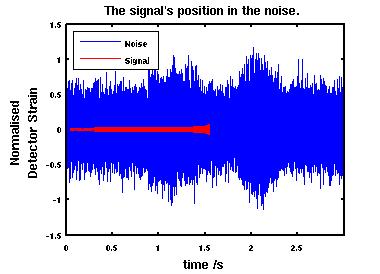 The signal's position in the noise.
Noise
Signal
Normalised
Detector Strain
1.5
1
0.5
0
-0.5
-1
-1.5
0
0.5
1
1.5
2
2.5
time /s